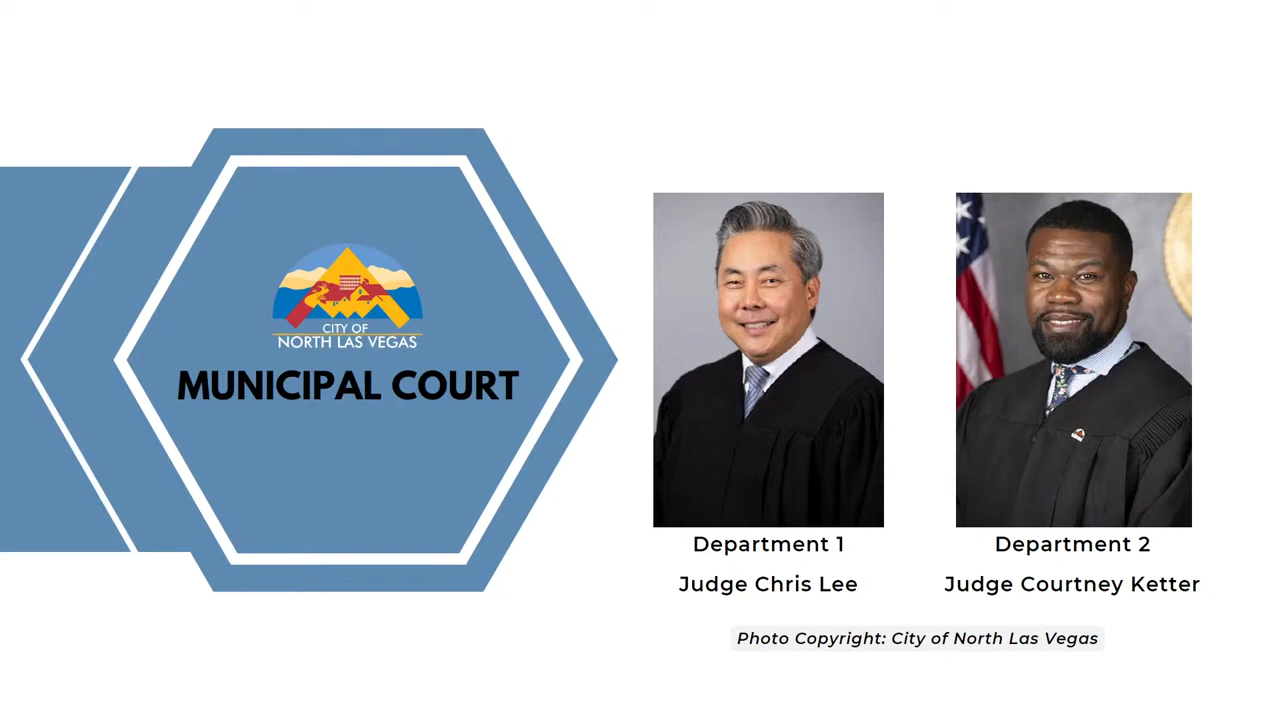 CITY OF
NORTH LAS VEGAS
MUNICIPAL COURT
Department 1
Judge Chris Lee
Department 2
Judge Courtney Ketter
Photo Copyright: City of North Las Vegas